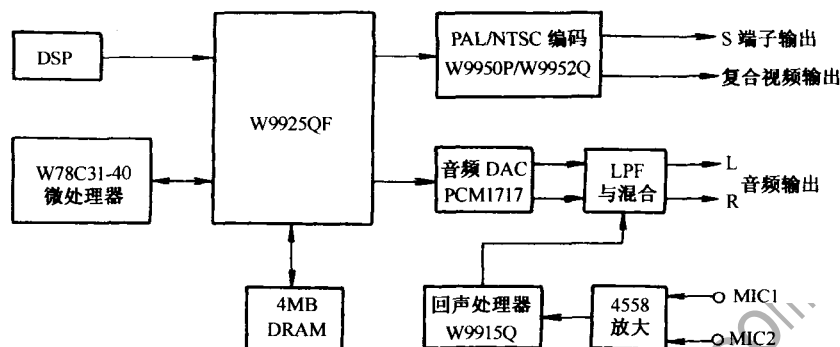 DSP
W9925QF
PAL/NTSC 编码
W9950P/W9952Q
S 端子输出
复合视频输出
W78C31-40
微处理器
音频 DAC
PCM1717
LPF
与混合
L
R
音频输出
4MB
DRAM
回声处理器
W9915Q
4558
放大
MIC1
MIC2